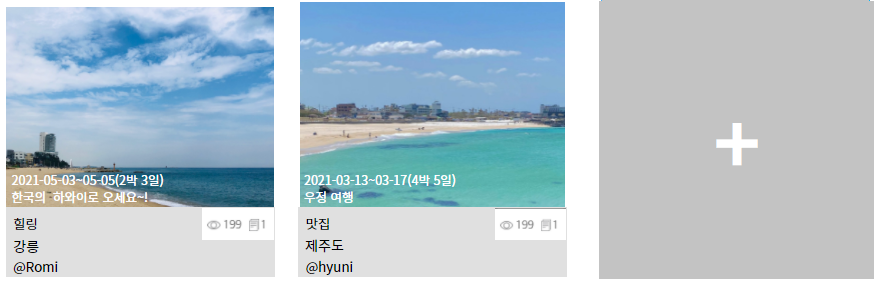 2021-05-03~05-05(2박 3일)
한국의 하와이로 오세요~!
힐링
199 1
강릉
@Romi
2021-03-13~03-17(4박 5일)
우정 여행
맛집
199 1
제주도
@hyuni
+